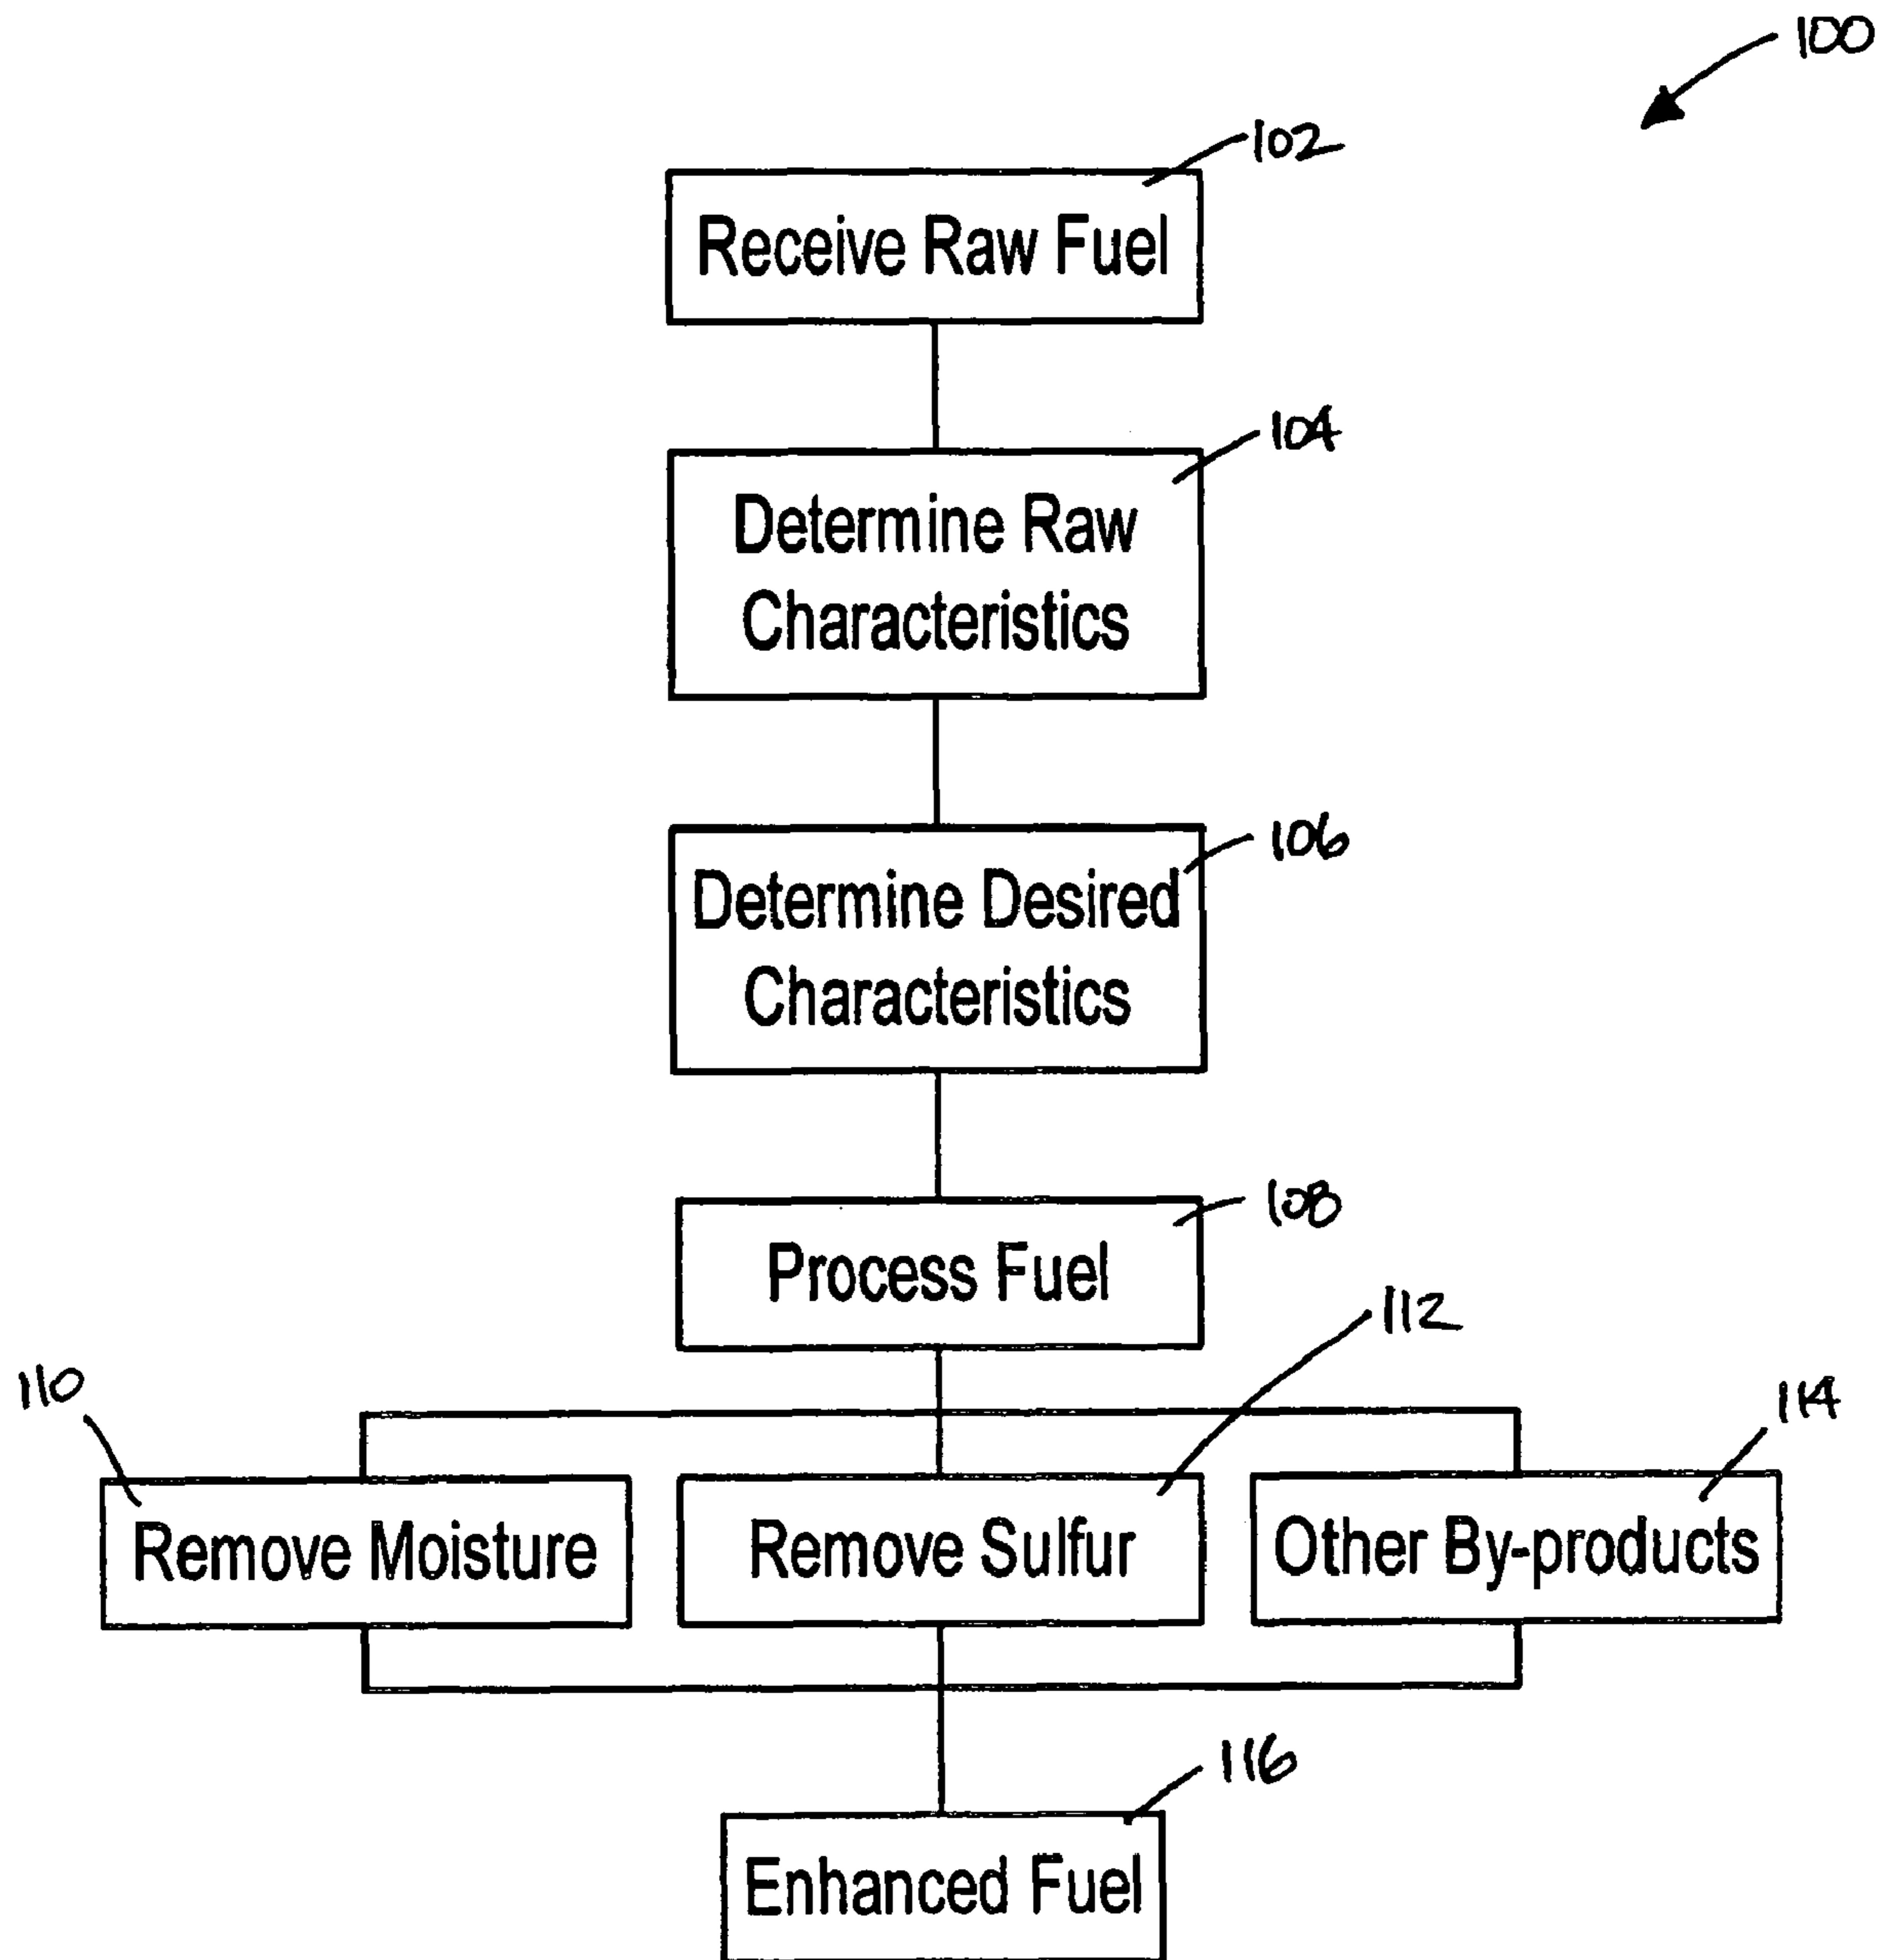 100
102
Receive Raw Fuel
104
Determine Raw
Characteristics
106
Determine Desired
Characteristics
108
Process Fuel
112
110
114
Remove Moisture
Remove Sulfur
Other By-products
116
Enhanced Fuel